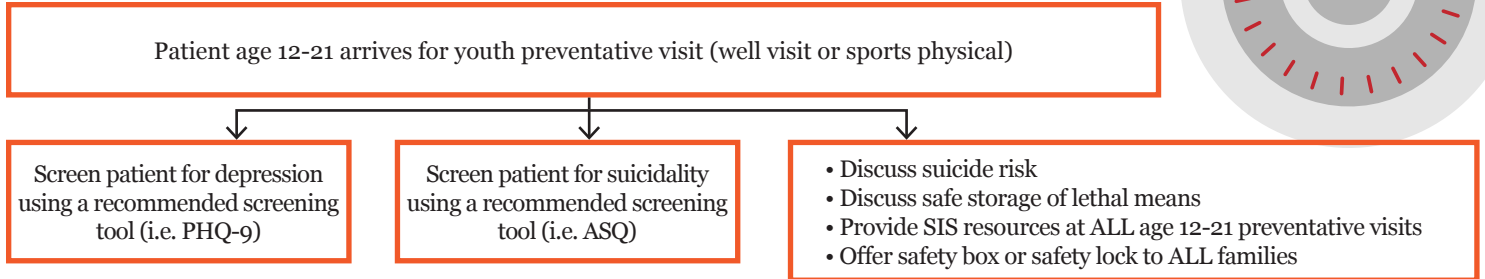 Patient age 12-21 arrives for youth preventative visit (well visit or sports physical)
Screen patient for depression
using a recommended screening
tool (i.e. PHQ-9)
Screen patient for suicidality
using a recommended screening
tool (i.e. ASQ)
• Discuss suicide risk
• Discuss safe storage of lethal means
• Provide SIS resources at ALL age 12-21 preventative visits
• Offer safety box or safety lock to ALL families